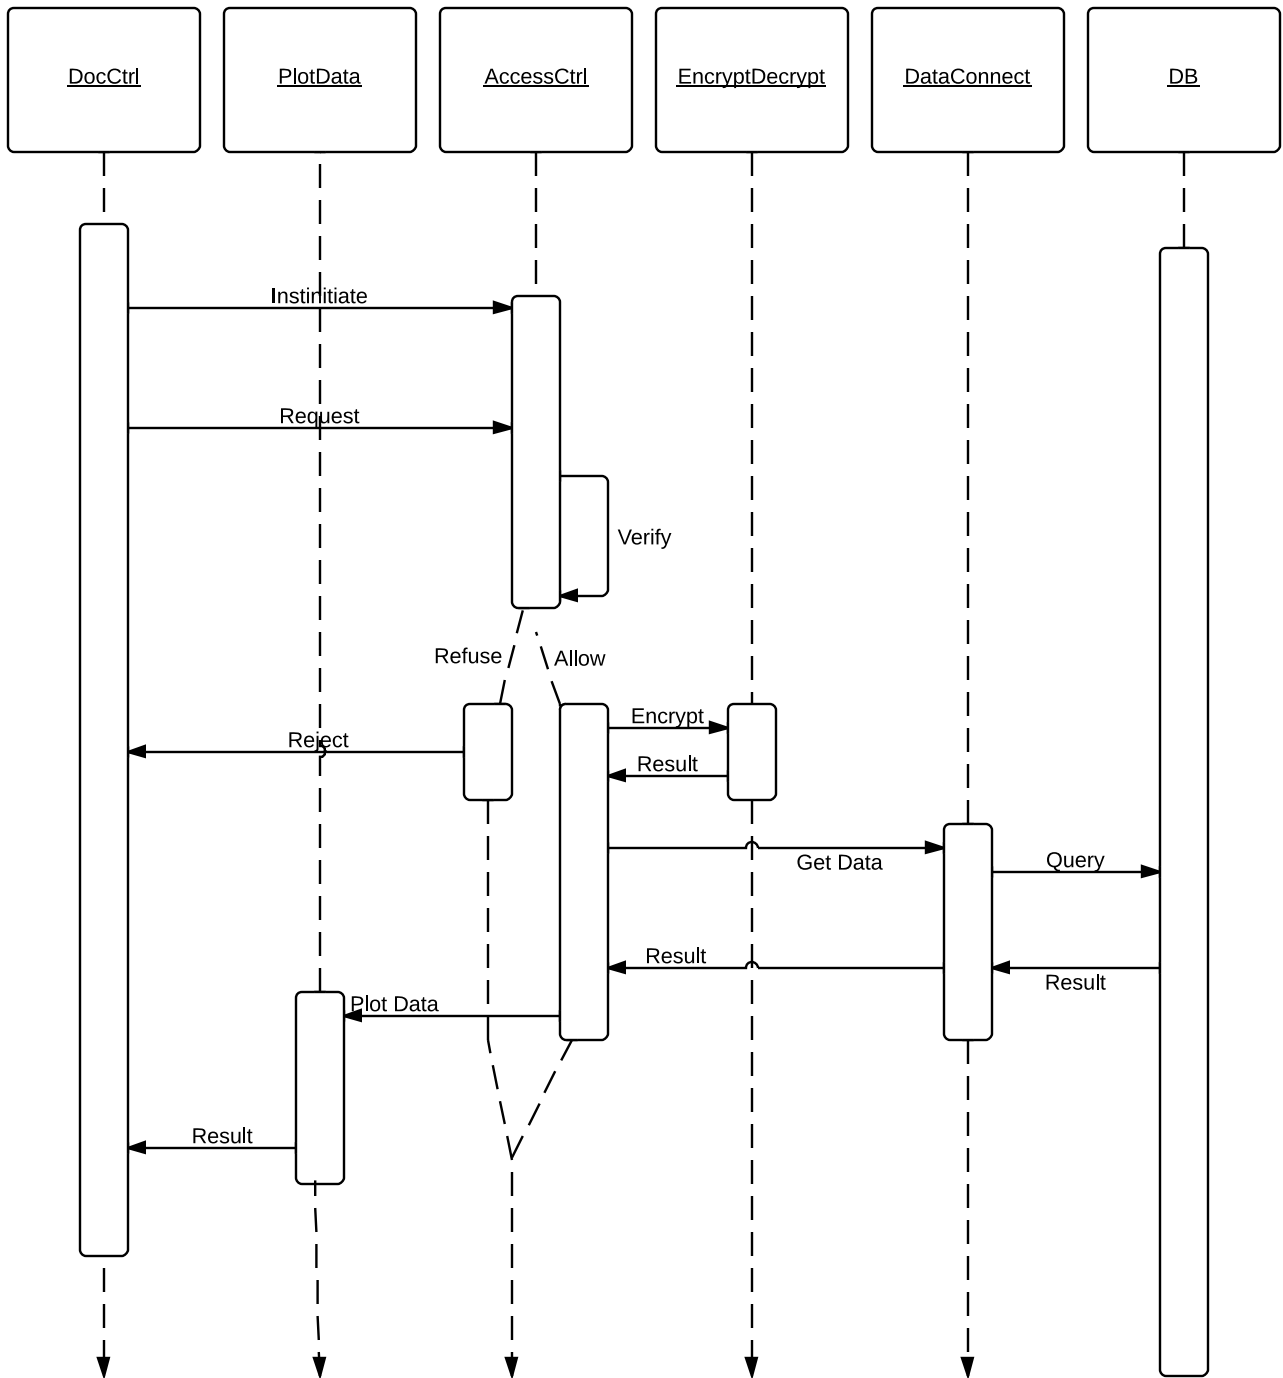 DocCtrl
PlotData
AccessCtrl
EncryptDecrypt
DataConnect
DB
Instinitiate
Request
Verify
Refuse
Allow
Encrypt
Reject
Result
Get Data
Query
Result
Result
Plot Data
Result